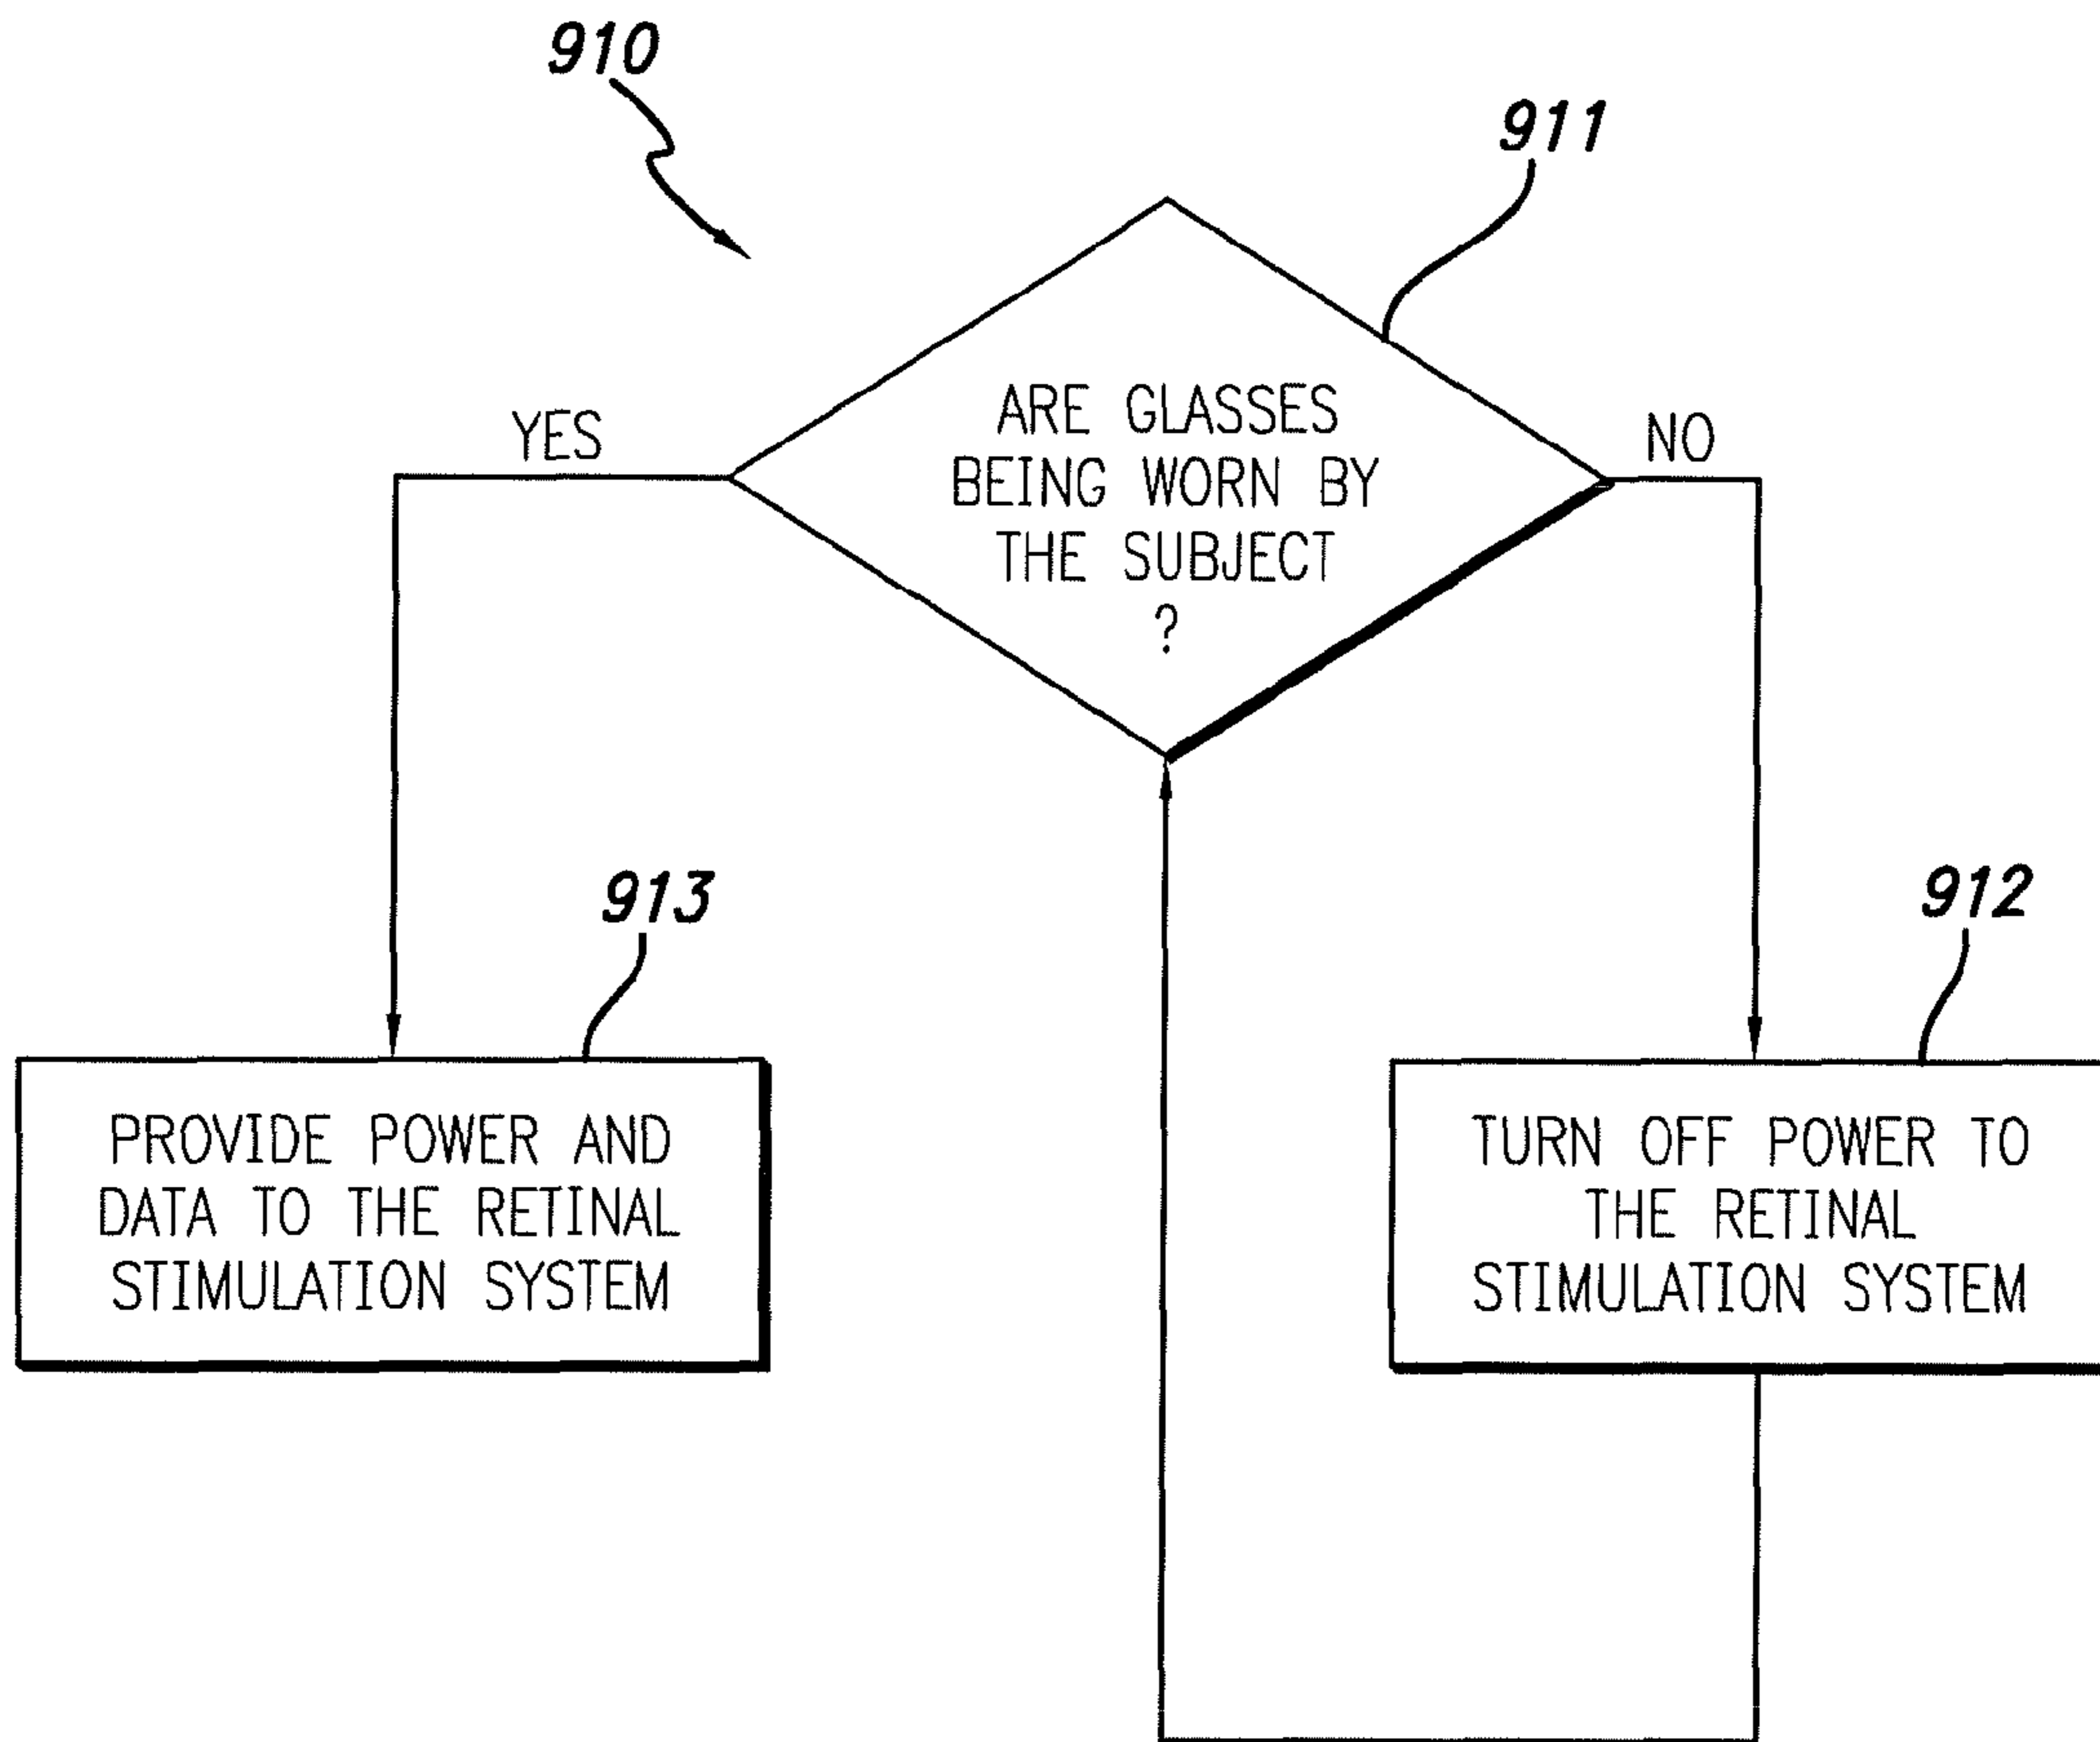 910
911
ARE GLASSES
BEING WORN BY
THE SUBJECT
?
YES
NO
913
912
PROVIDE POWER AND
DATA TO THE RETINAL
STIMULATION SYSTEM
TURN OFF POWER TO
THE RETINAL
STIMULATION SYSTEM